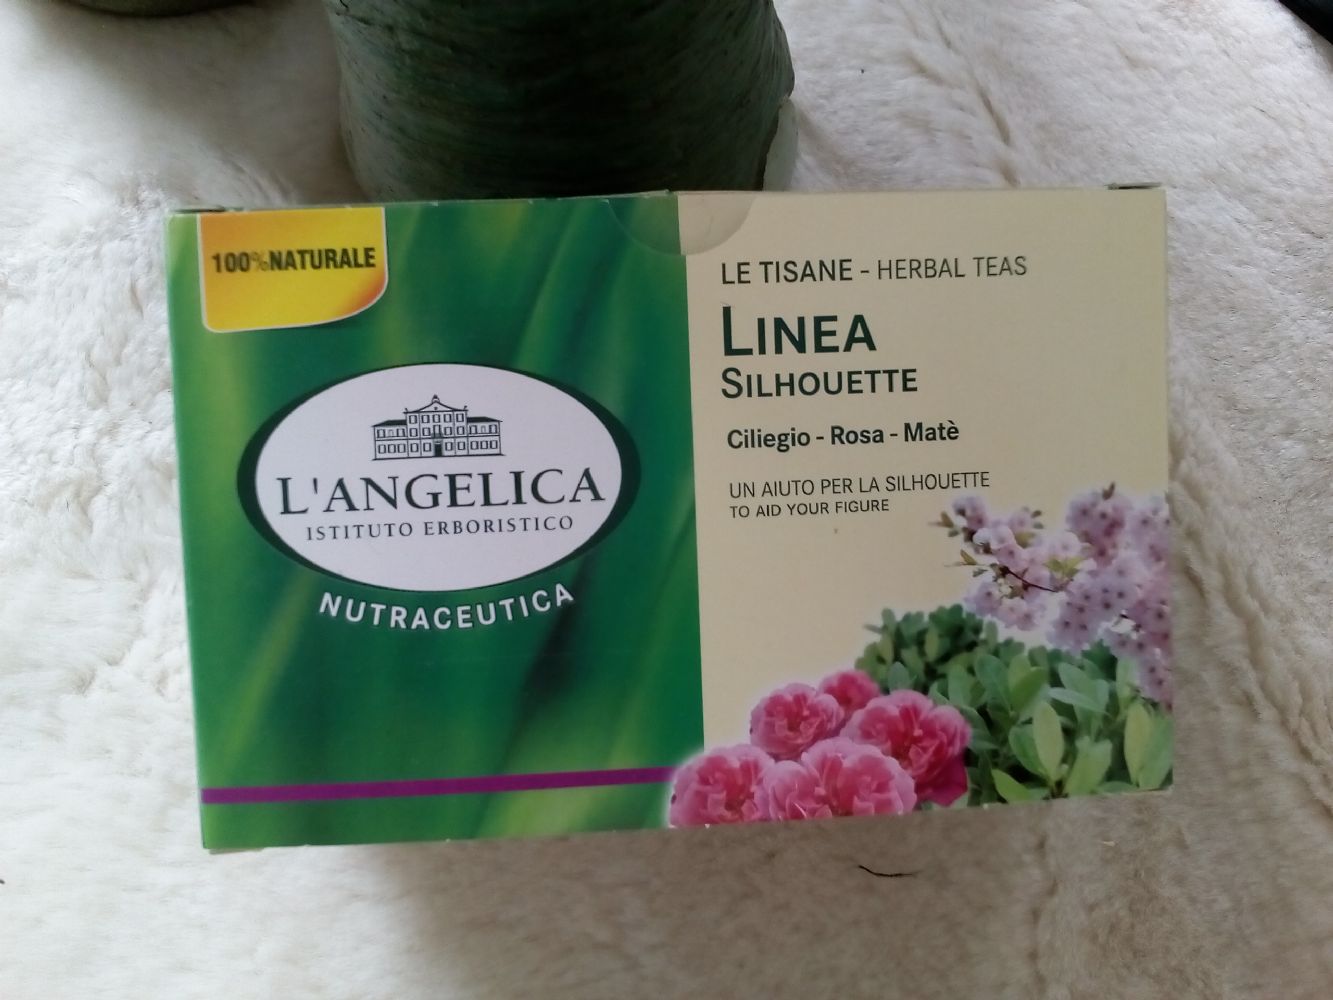 100%NATURALE
L'ANGELICA
ISTITUTO ERBORISTICO
NUTRACEUTICA
LE TISANE - HERBAL TEAS
LINEA
SILHOUETTE
Ciliegio - Rosa - Matè
UN AIUTO PER LA SILHOUETTE
TO AID YOUR FIGURE